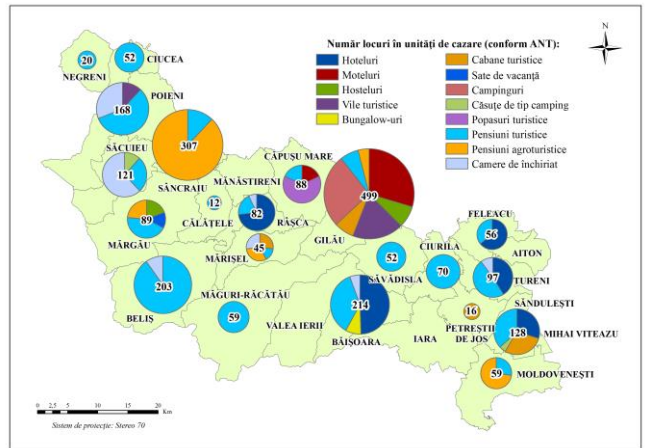 Număr locuri în unități de cazare (conform ANT):
Hoteluri
Moteluri
Hosteluri
Vile turistice
Bungalow-uri
Cabane turistice
Sate de vacanță
Campinguri
Căsuțe de tip camping
Popasuri turistice
Pensiuni turistice
Pensiuni agroturistice
Camere de închiriat
N
20
NEGRENI
52
CIUCEA
POIENI
168
SĂCUIEU
121
307
SÂNCRAIU
CĂPUȘU MARE
88
MĂNĂSTIRENI
499
GILĂU
12
CĂLĂȚELE
82
RÂȘCA
89
MĂRGĂU
45
MĂRIȘEL
FELEACU
56
AITON
52
SĂVĂDISLA
CIURILA
70
97
TURENI
SĂNDULEȘTI
203
BELIȘ
MĂGURI-RĂCĂTĂU
59
VALEA IERII
214
BĂIȘOARA
IARA
16
PETREȘTII
DE JOS
128
MIHAI VITEAZU
59
MOLDOVENEȘTI
0 2,5 5 10 15 20
Km
Sistem de proiecție: Stereo 70